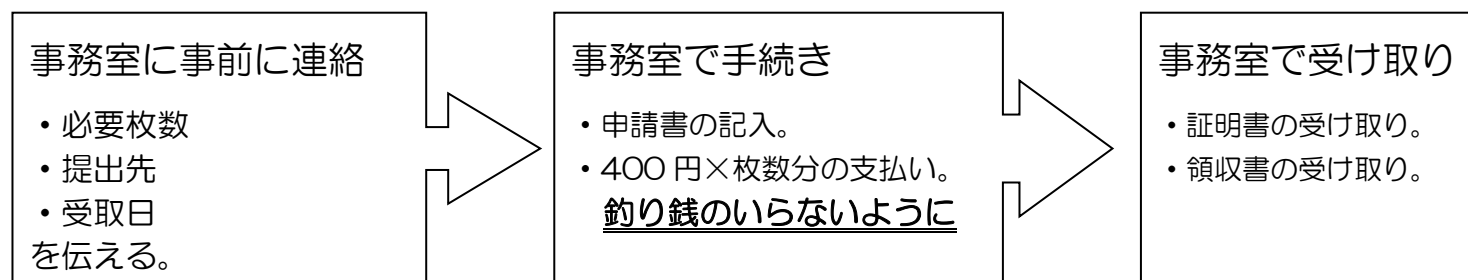 事務室に事前に連絡
・必要枚数
・提出先
・受取日
を伝える。
事務室で手続き
・申請書の記入。
・400円×枚数分の支払い。
釣り銭のいらないように
事務室で受け取り
・証明書の受け取り。
・領収書の受け取り。